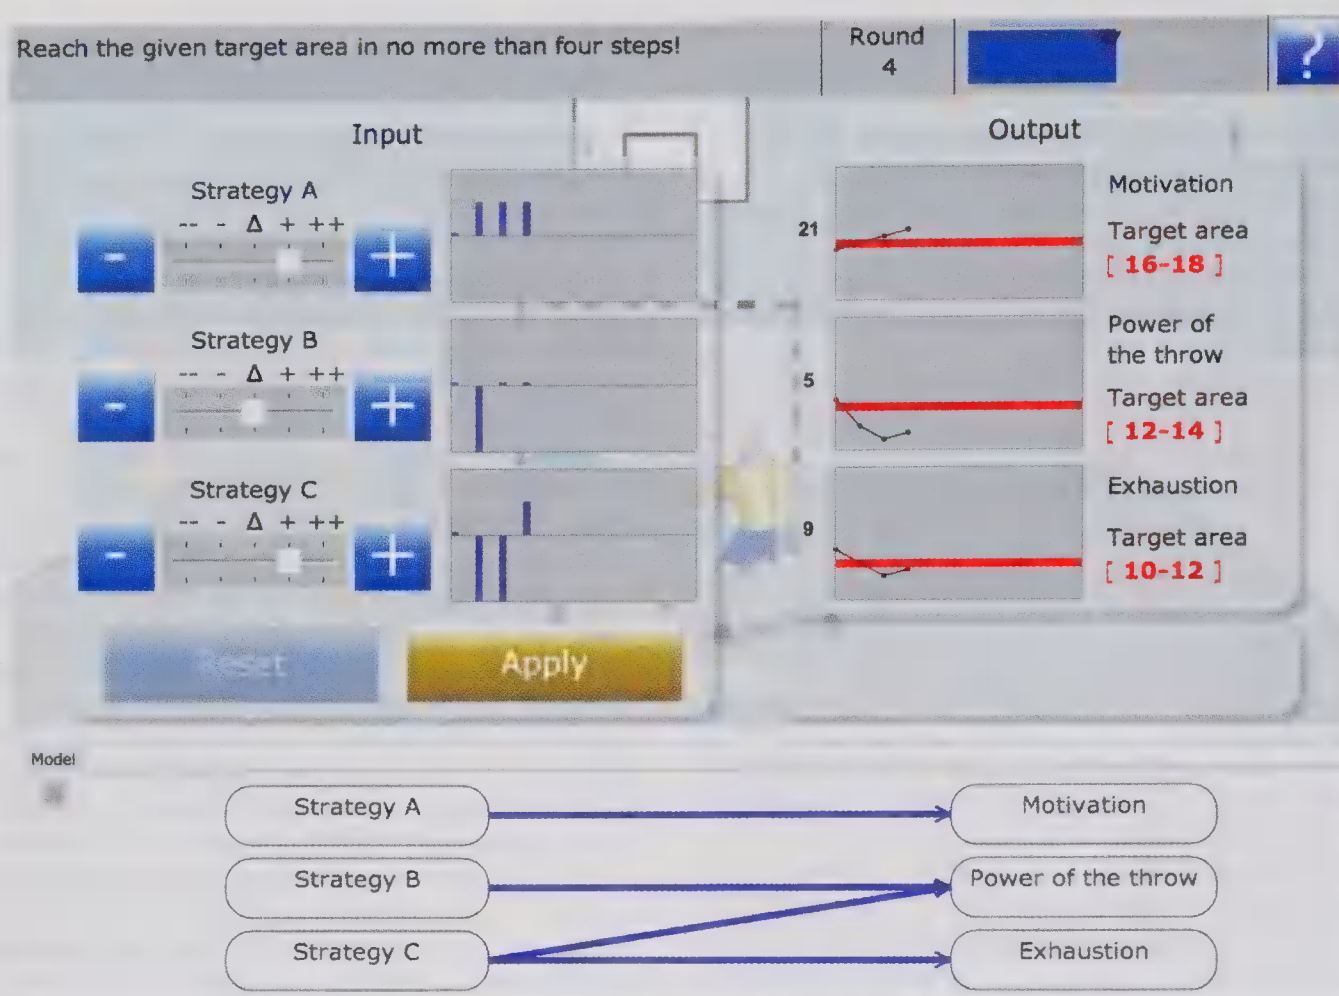 Reach the given target area in no more than four steps!
Round
4
?
Input
Output
Strategy A
-- - Δ + ++
-
+
Strategy B
-- - Δ + ++
-
+
Strategy C
-- - Δ + ++
-
+
Reset
Apply
21
Motivation
Target area
[ 16-18 ]
5
Power of
the throw
Target area
[ 12-14 ]
9
Exhaustion
Target area
[ 10-12 ]
Model
Strategy A
Motivation
Strategy B
Power of the throw
Strategy C
Exhaustion